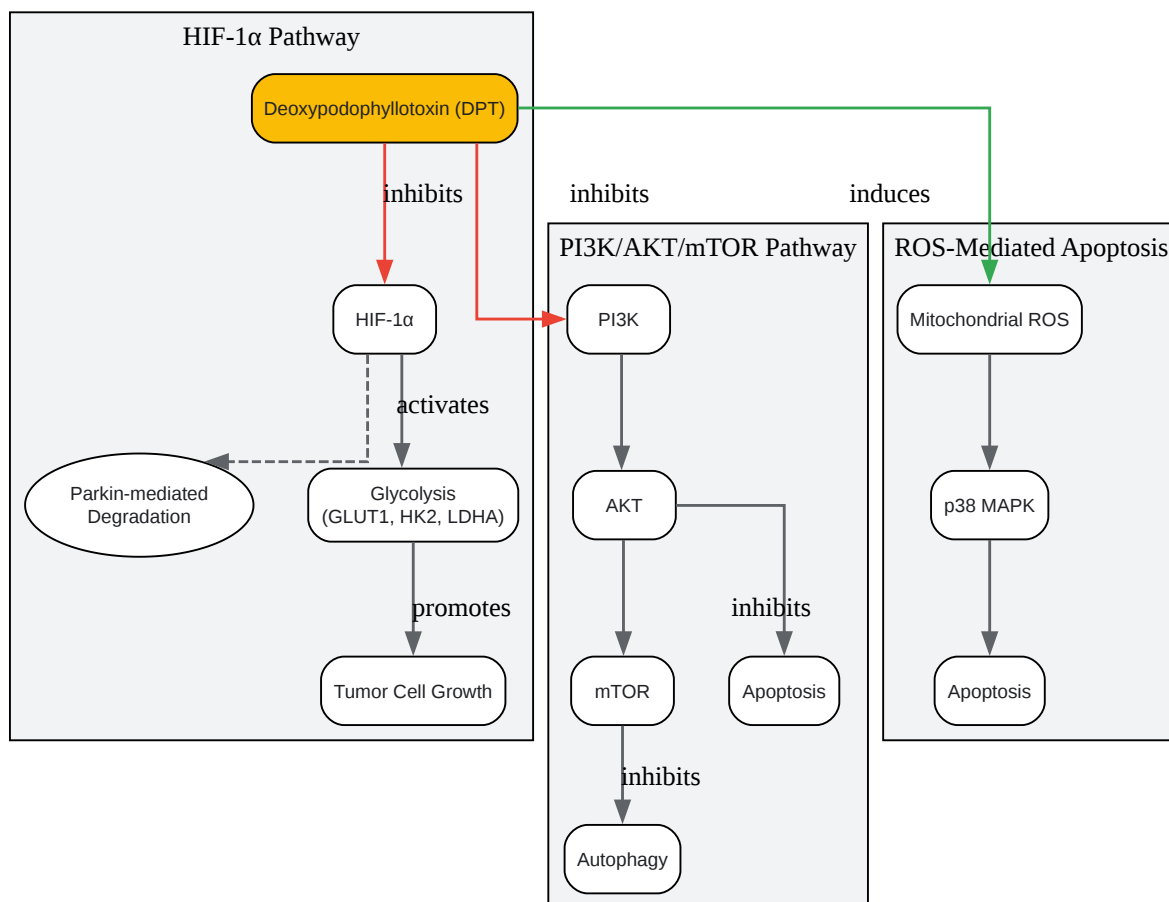 HIF-1α Pathway
Deoxypodophyllotoxin (DPT)
inhibits
inhibits
induces
PI3K/AKT/mTOR Pathway
ROS-Mediated Apoptosis
HIF-1α
PI3K
Mitochondrial ROS
activates
Parkin-mediated
Degradation
Glycolysis
(GLUT1, HK2, LDHA)
AKT
p38 MAPK
promotes
inhibits
Tumor Cell Growth
mTOR
Apoptosis
Apoptosis
inhibits
Autophagy